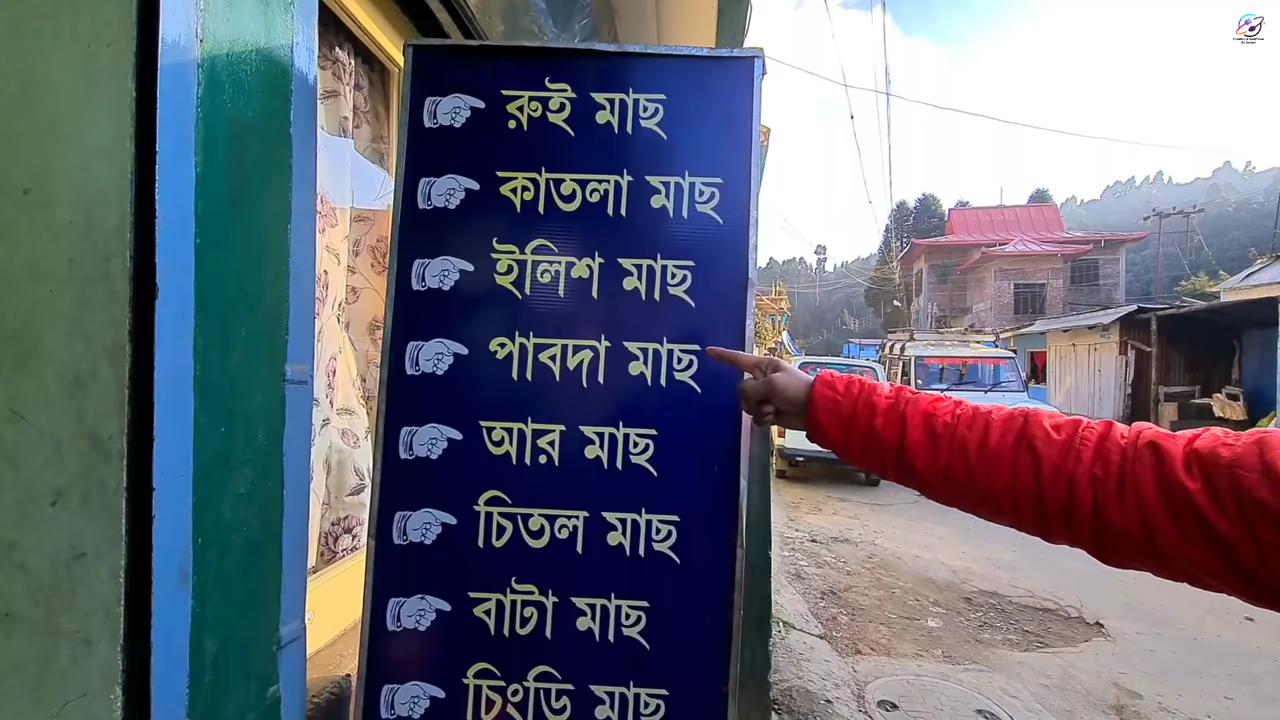 রুই মাছ
কাতলা মাছ
ইলিশ মাছ
পাবদা মাছ
আর মাছ
চিতল মাছ
বাটা মাছ
চিংড়ি মাছ